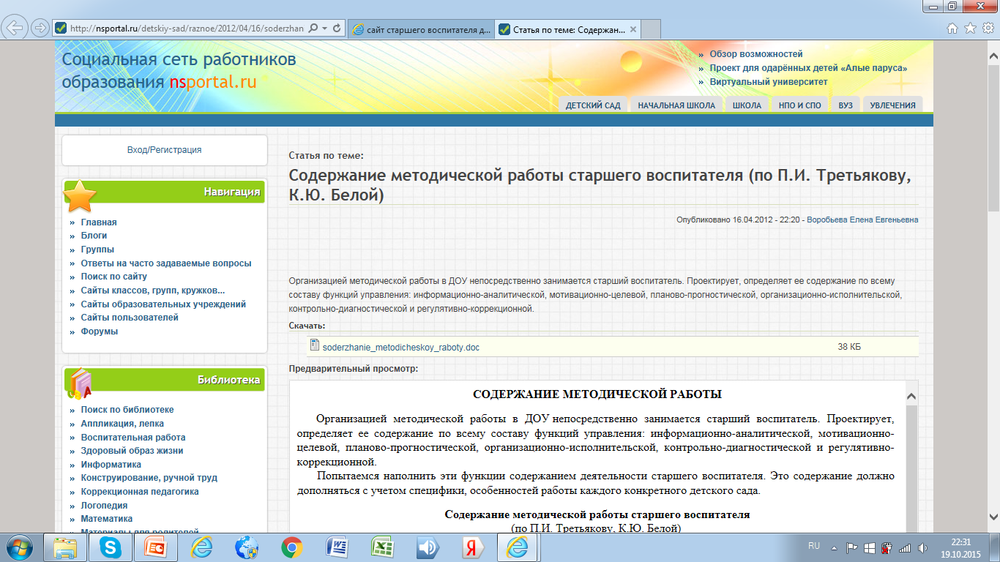 http://nsportal.ru/detskiy-sad/raznoe/2012/04/16/soderzhan
сайт старшего воспитателя д...
Статья по теме: Содержан...
Социальная сеть работников
образования nsportal.ru
» Обзор возможностей
» Проект для одарённых детей «Алые паруса»
» Виртуальный университет
ДЕТСКИЙ САД
НАЧАЛЬНАЯ ШКОЛА
ШКОЛА
НПО И СПО
ВУЗ
УВЛЕЧЕНИЯ
Вход/Регистрация
Навигация
» Главная
» Блоги
» Группы
» Ответы на часто задаваемые вопросы
» Поиск по сайту
» Сайты классов, групп, кружков...
» Сайты образовательных учреждений
» Сайты пользователей
» Форумы
Библиотека
» Поиск по библиотеке
» Аппликация, лепка
» Воспитательная работа
» Здоровый образ жизни
» Информатика
» Конструирование, ручной труд
» Коррекционная педагогика
» Логопедия
» Математика
» Материалы для родителей
Статья по теме:
Содержание методической работы старшего воспитателя (по П.И. Третьякову,
К.Ю. Белой)
Опубликовано 16.04.2012 - 22:20 - Воробьева Елена Евгеньевна
Организацией методической работы в ДОУ непосредственно занимается старший воспитатель. Проектирует, определяет ее содержание по всему
составу функций управления: информационно-аналитической, мотивационно-целевой, планово-прогностической, организационно-исполнительской,
контрольно-диагностической и регулятивно-коррекционной.
Скачать:
soderzhanie_metodicheskoy_raboty.doc 38 КБ
Предварительный просмотр:
СОДЕРЖАНИЕ МЕТОДИЧЕСКОЙ РАБОТЫ
Организацией методической работы в ДОУ непосредственно занимается старший воспитатель. Проектирует,
определяет ее содержание по всему составу функций управления: информационно-аналитической, мотивационно-
целевой, планово-прогностической, организационно-исполнительской, контрольно-диагностической и регулятивно-
коррекционной.
Попытаемся наполнить эти функции содержанием деятельности старшего воспитателя. Это содержание должно
дополняться с учетом специфики, особенностей работы каждого конкретного детского сада.
Содержание методической работы старшего воспитателя
(по П.И. Третьякову, К.Ю. Белой)
RU
22:31
19.10.2015